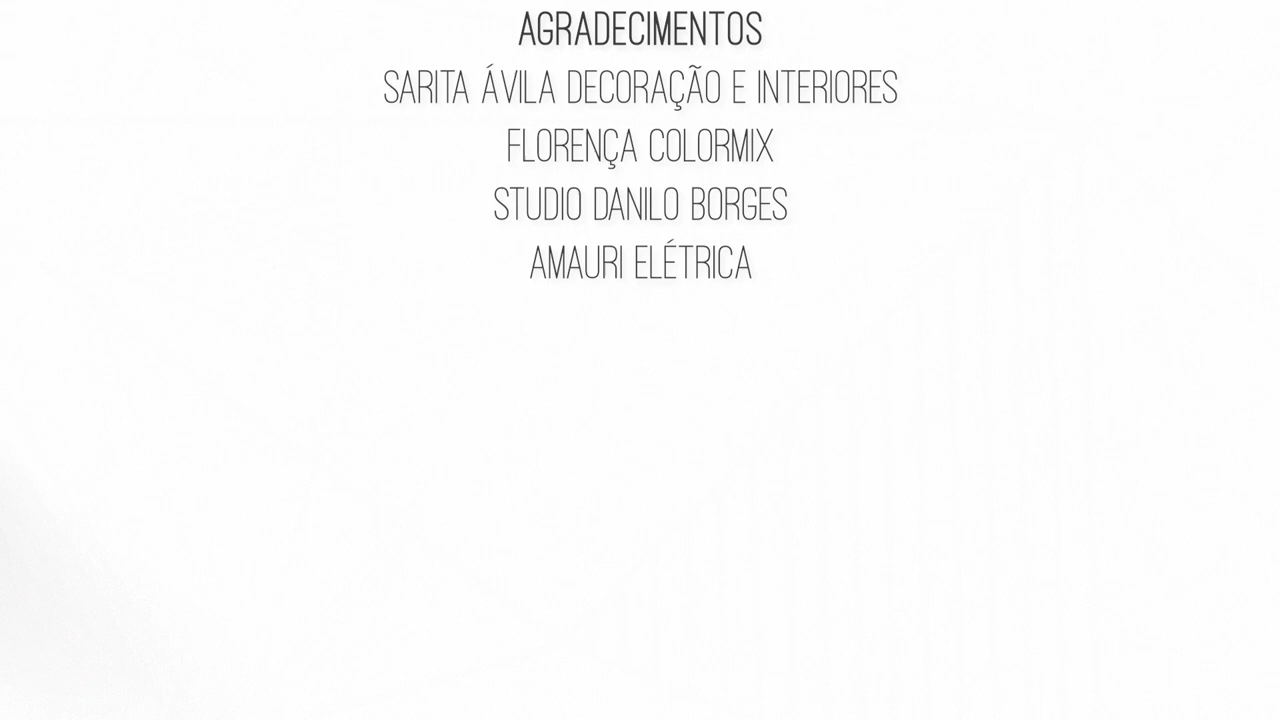 AGRADECIMENTOS
SARITA ÁVILA DECORAÇÃO E INTERIORES
FLORENÇA COLORMIX
STUDIO DANILO BORGES
AMAURI ELÉTRICA